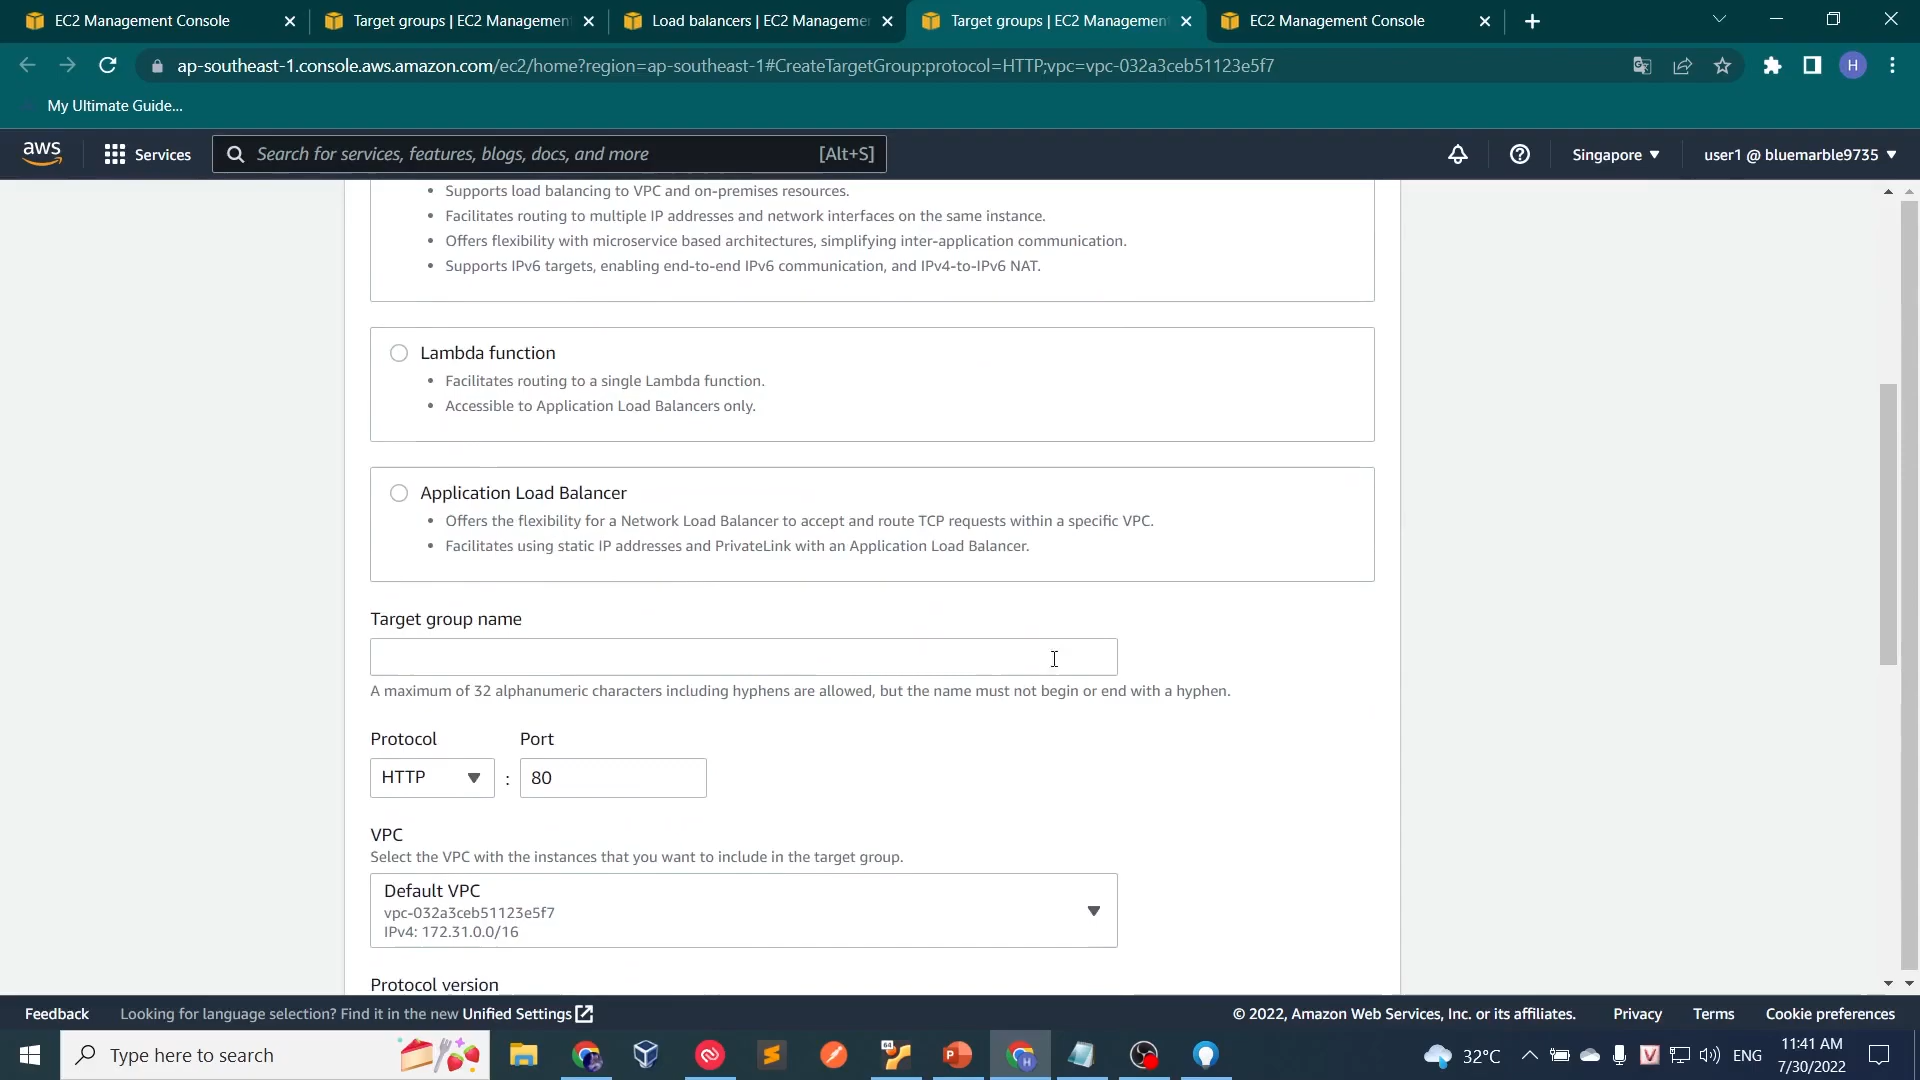 EC2 Management Console
Target groups | EC2 Management
Load balancers | EC2 Manageme
Target groups | EC2 Management
EC2 Management Console
ap-southeast-1.console.aws.amazon.com/ec2/home?region=ap-southeast-1#CreateTargetGroup:protocol=HTTP;vpc=vpc-032a3ceb51123e5f7
H
My Ultimate Guide...
aws
Services
Search for services, features, blogs, docs, and more
[Alt+S]
Singapore
user1 @ bluemarble9735
• Supports load balancing to VPC and on-premises resources.
• Facilitates routing to multiple IP addresses and network interfaces on the same instance.
• Offers flexibility with microservice based architectures, simplifying inter-application communication.
• Supports IPv6 targets, enabling end-to-end IPv6 communication, and IPv4-to-IPv6 NAT.
Lambda function
• Facilitates routing to a single Lambda function.
• Accessible to Application Load Balancers only.
Application Load Balancer
• Offers the flexibility for a Network Load Balancer to accept and route TCP requests within a specific VPC.
• Facilitates using static IP addresses and PrivateLink with an Application Load Balancer.
Target group name
A maximum of 32 alphanumeric characters including hyphens are allowed, but the name must not begin or end with a hyphen.
Protocol
Port
HTTP
:
80
VPC
Select the VPC with the instances that you want to include in the target group.
Default VPC
vpc-032a3ceb51123e5f7
IPv4: 172.31.0.0/16
Protocol version
Feedback
Looking for language selection? Find it in the new Unified Settings
© 2022, Amazon Web Services, Inc. or its affiliates.
Privacy
Terms
Cookie preferences
Type here to search
64
32°C
ENG
11:41 AM
7/30/2022